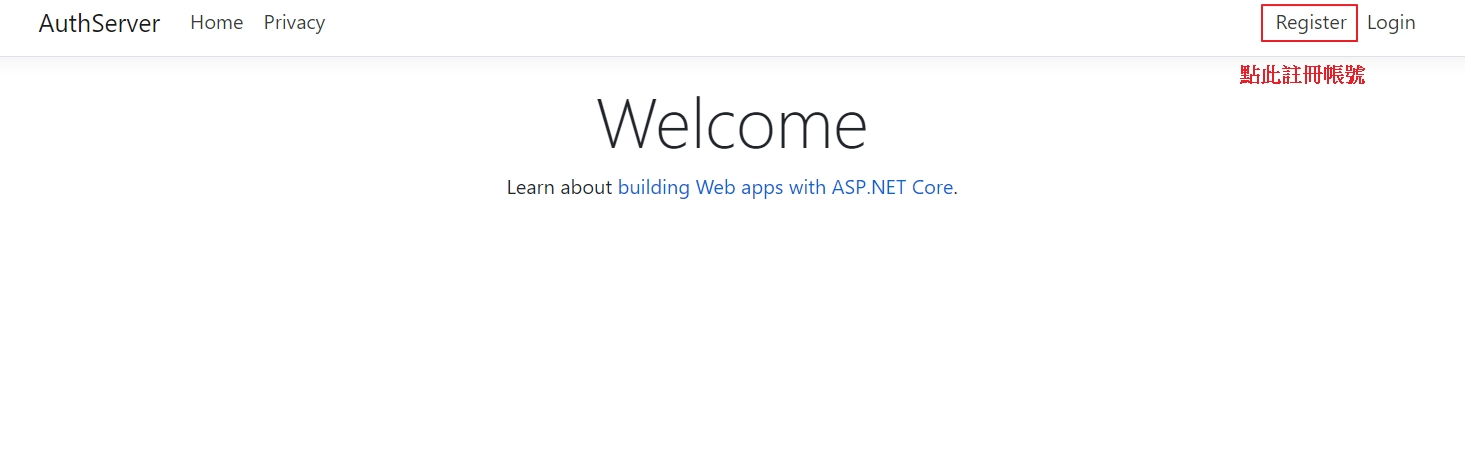 AuthServer Home Privacy Register Login
點此註冊帳號
Welcome
Learn about building Web apps with ASP.NET Core.